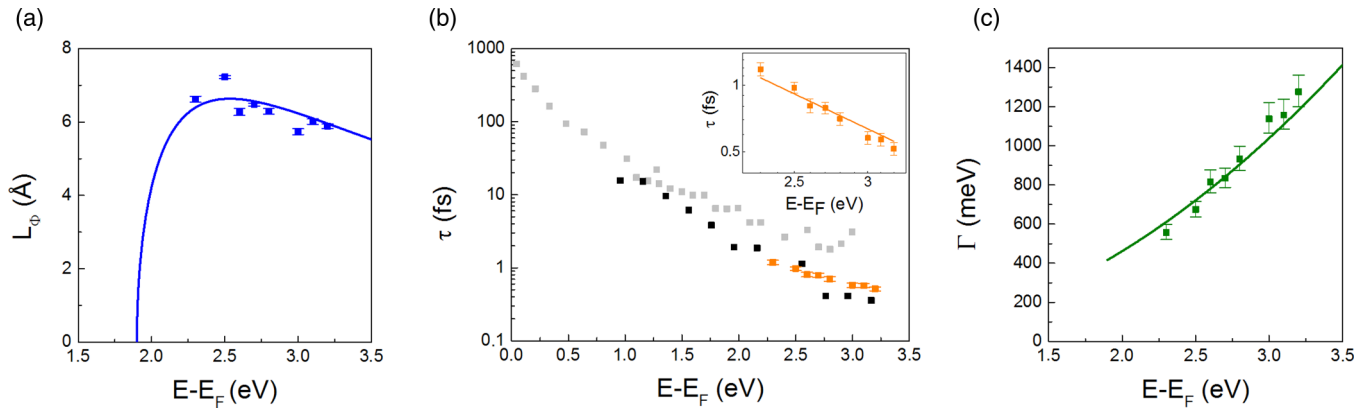 (a)
8
6
4
2
0
L_Φ (Å)
1.5 2.0 2.5 3.0 3.5
E-E_F (eV)
(b)
1000
100
10
1
0.1
τ (fs)
0.0 0.5 1.0 1.5 2.0 2.5 3.0 3.5
E-E_F (eV)
1
0.5
τ (fs)
2.5 3
E-E_F (eV)
(c)
1400
1200
1000
800
600
400
200
0
Γ (meV)
1.5 2.0 2.5 3.0 3.5
E-E_F (eV)